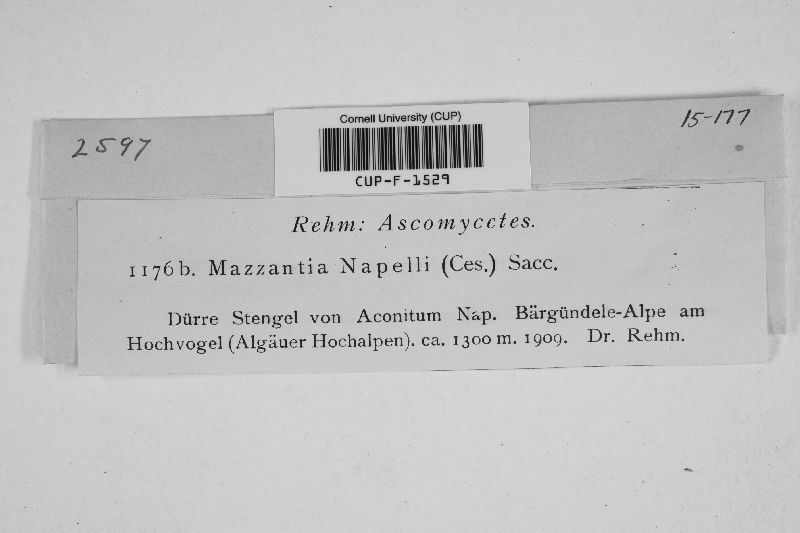 2597
Cornell University (CUP)
CUP-F-1529
15-177
Rehm: Ascomycetes.
1176b. Mazzantia Napelli (Ces.) Sacc.
Dürre Stengel von Aconitum Nap. Bärgündele-Alpe am
Hochvogel (Algäuer Hochalpen). ca. 1300 m. 1909. Dr. Rehm.